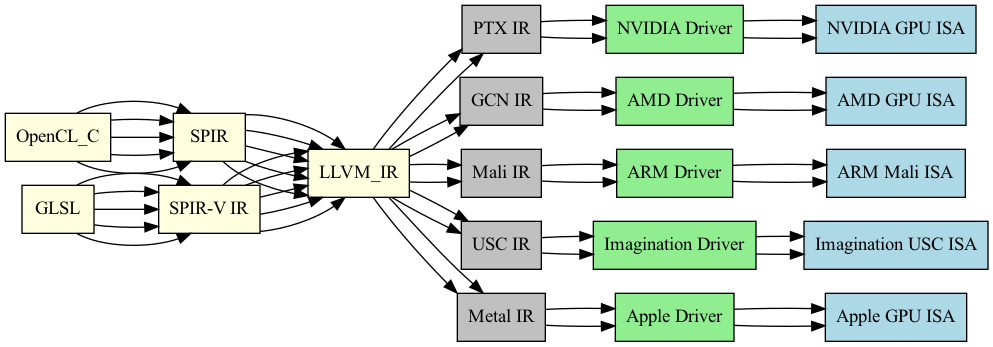 PTX IR
NVIDIA Driver
NVIDIA GPU ISA
GCN IR
AMD Driver
AMD GPU ISA
OpenCL_C
SPIR
LLVM_IR
Mali IR
ARM Driver
ARM Mali ISA
GLSL
SPIR-V IR
USC IR
Imagination Driver
Imagination USC ISA
Metal IR
Apple Driver
Apple GPU ISA